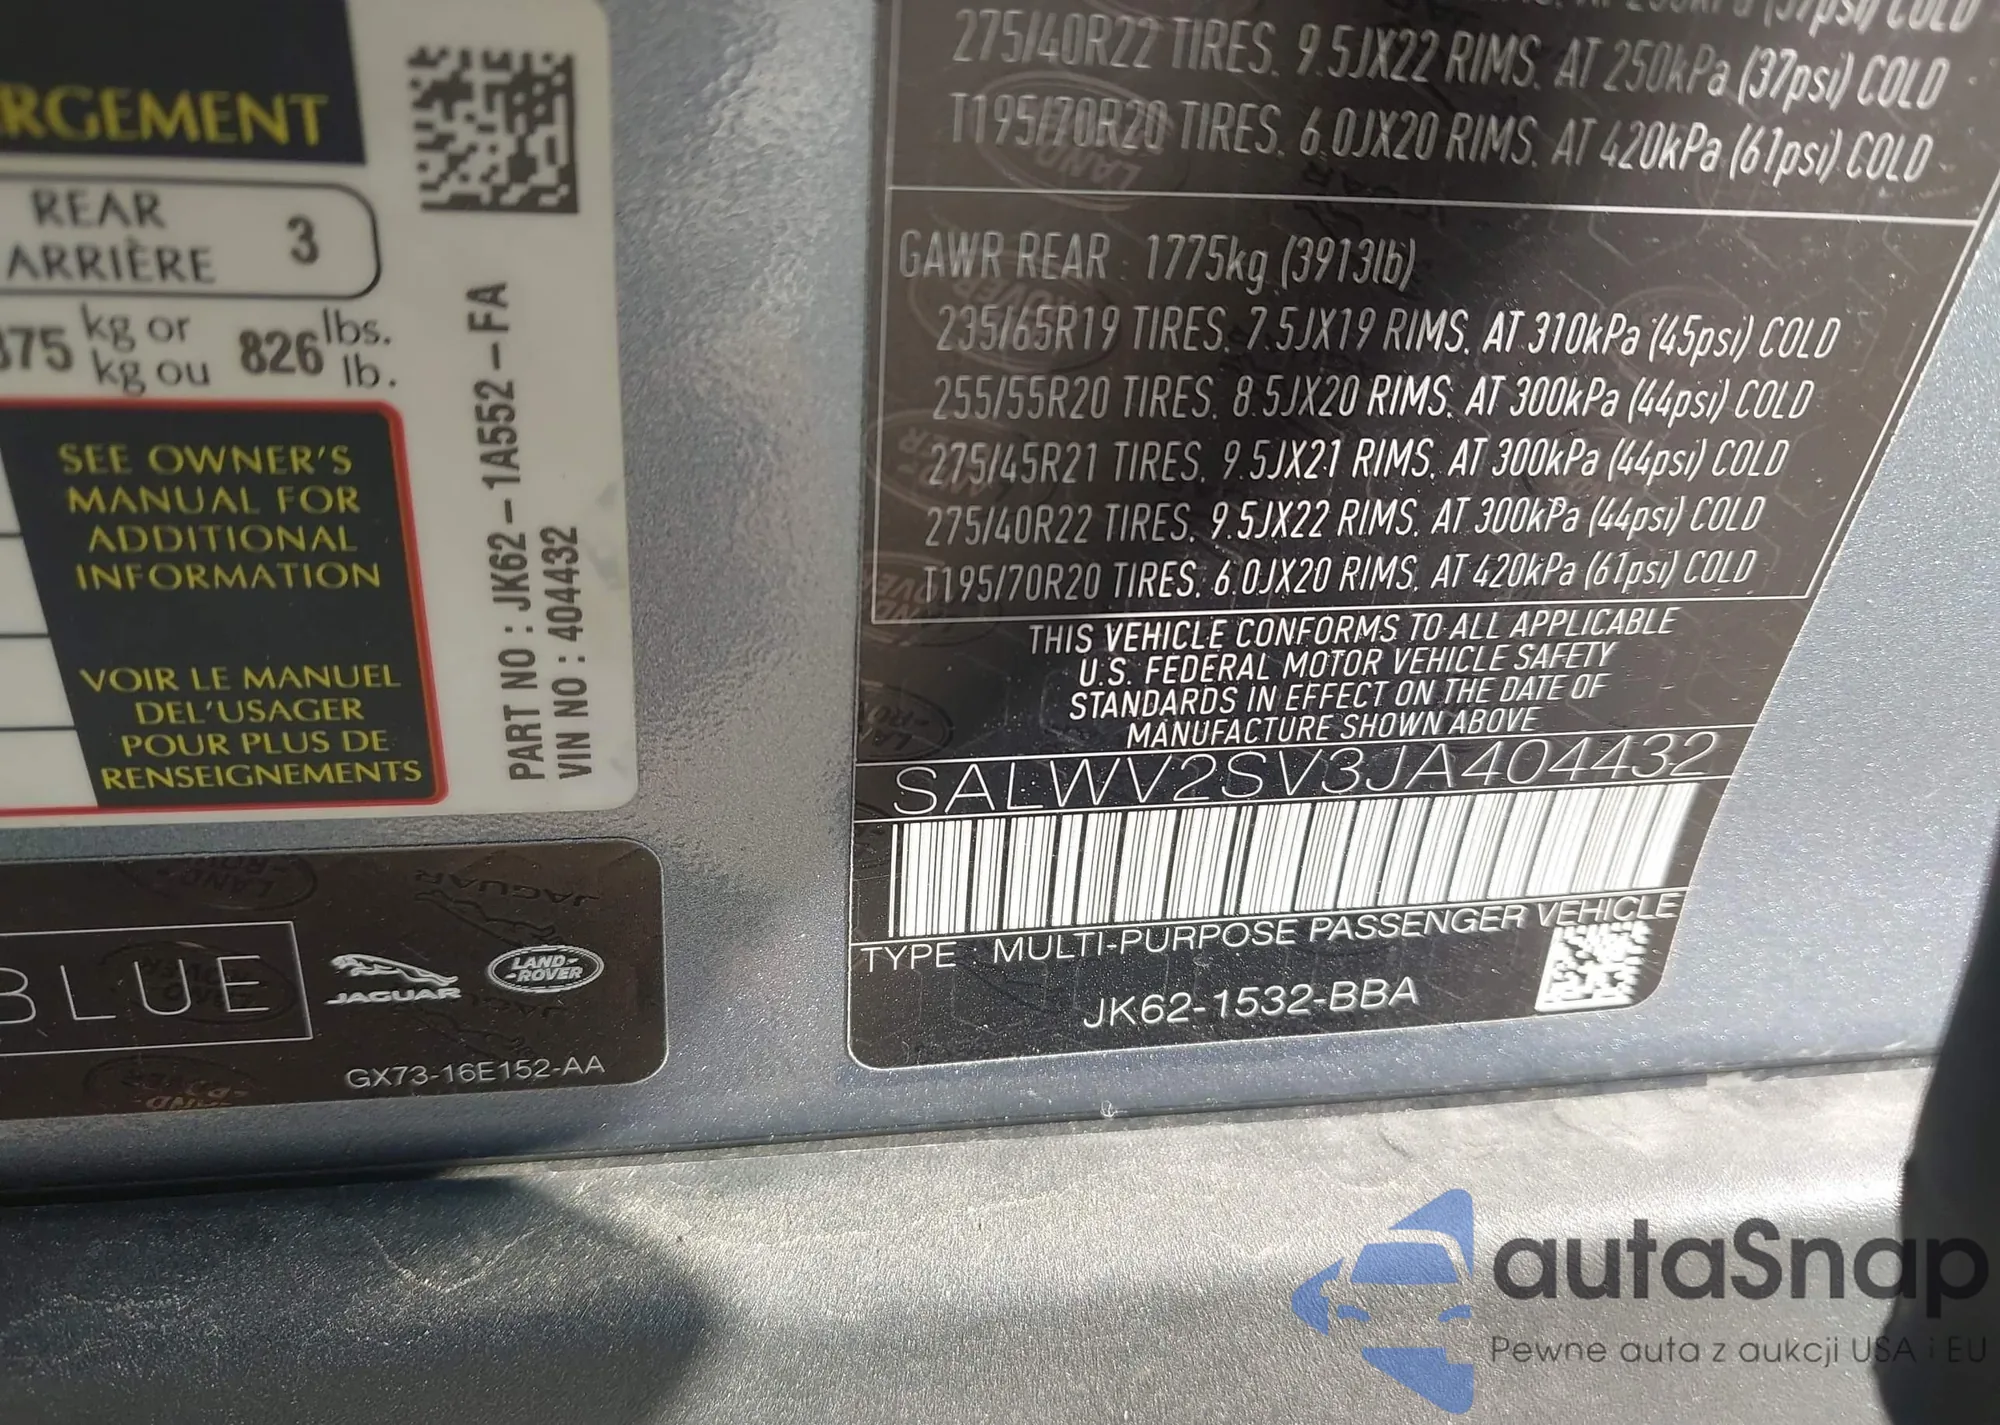 RGEMENT
REAR
ARRIÈRE
3
375 kg or
kg ou
826 lbs.
lb.
SEE OWNER'S
MANUAL FOR
ADDITIONAL
INFORMATION
VOIR LE MANUEL
DEL'USAGER
POUR PLUS DE
RENSEIGNEMENTS
PART NO : JK62-1A552-FA
VIN NO : 404432
BLUE
JAGUAR
LAND-
-ROVER
GX73-16E152-AA
(37psi) COLD
275/40R22 TIRES. 9.5JX22 RIMS. AT 250kPa (37psi) COLD
T195/70R20 TIRES. 6.0JX20 RIMS. AT 420kPa (61psi) COLD
GAWR REAR : 1775kg (3913lb)
235/65R19 TIRES. 7.5JX19 RIMS. AT 310kPa (45psi) COLD
255/55R20 TIRES. 8.5JX20 RIMS. AT 300kPa (44psi) COLD
275/45R21 TIRES. 9.5JX21 RIMS. AT 300kPa (44psi) COLD
275/40R22 TIRES. 9.5JX22 RIMS. AT 300kPa (44psi) COLD
T195/70R20 TIRES. 6.0JX20 RIMS. AT 420kPa (61psi) COLD
THIS VEHICLE CONFORMS TO ALL APPLICABLE
U.S. FEDERAL MOTOR VEHICLE SAFETY
STANDARDS IN EFFECT ON THE DATE OF
MANUFACTURE SHOWN ABOVE
SALWV2SV3JA404432
TYPE : MULTI-PURPOSE PASSENGER VEHICLE
JK62-1532-BBA
autaSnap
Pewne auta z aukcji USA i EU